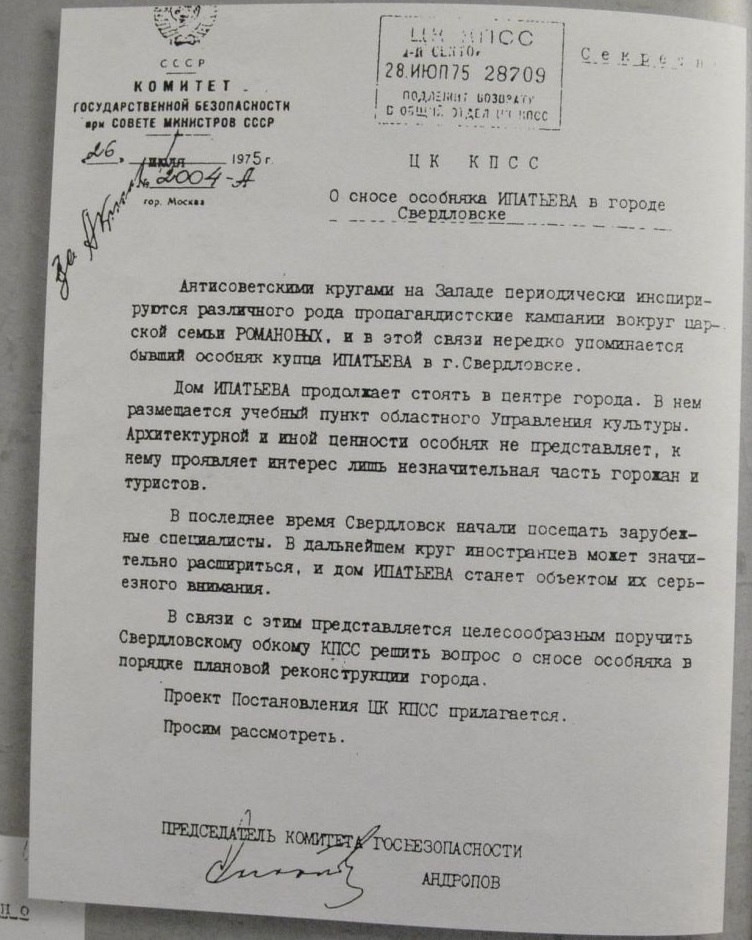 СССР
КОМИТЕТ
ГОСУДАРСТВЕННОЙ БЕЗОПАСНОСТИ
при СОВЕТЕ МИНИСТРОВ СССР
26 июля 1975 г.
№ 2004-А
гор. Москва
ЦК КПСС
СЕКТОР
28.ИЮЛ75 28709
ПОДЛЕЖИТ ВОЗВРАТУ
В ОБЩИЙ ОТДЕЛ ЦК КПСС
ЦК КПСС
О сносе особняка ИПАТЬЕВА в городе
Свердловске
Антисоветскими кругами на Западе периодически инспири-
руются различного рода пропагандистские кампании вокруг цар-
ской семьи РОМАНОВЫХ, и в этой связи нередко упоминается
бывший особняк купца ИПАТЬЕВА в г.Свердловске.
Дом ИПАТЬЕВА продолжает стоять в центре города. В нем
размещается учебный пункт областного Управления культуры.
Архитектурной и иной ценности особняк не представляет, к
нему проявляет интерес лишь незначительная часть горожан и
туристов.
В последнее время Свердловск начали посещать зарубеж-
ные специалисты. В дальнейшем круг иностранцев может значи-
тельно расшириться, и дом ИПАТЬЕВА станет объектом их серь-
езного внимания.
В связи с этим представляется целесообразным поручить
Свердловскому обкому КПСС решить вопрос о сносе особняка в
порядке плановой реконструкции города.
Проект Постановления ЦК КПСС прилагается.
Просим рассмотреть.
ПРЕДСЕДАТЕЛЬ КОМИТЕТА ГОСБЕЗОПАСНОСТИ
АНДРОПОВ